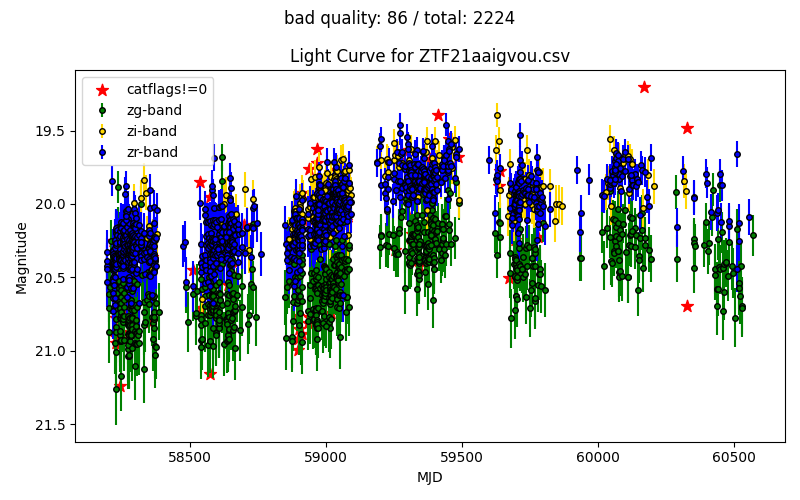 bad quality: 86 / total: 2224
Light Curve for ZTF21aaigvou.csv
catflags!=0
zg-band
zi-band
zr-band
19.5
20.0
20.5
21.0
21.5
Magnitude
58500 59000 59500 60000 60500
MJD